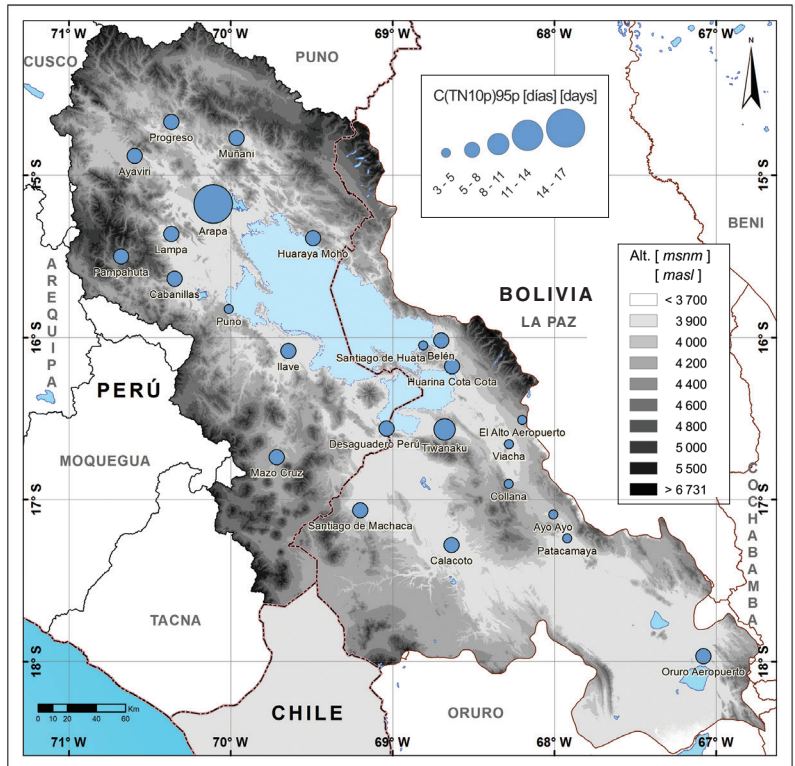 71° W
70° W
69° W
68° W
67° W
CUSCO
PUNO
N
C(TN10p)95p [días] [days]
3 - 5
5 - 8
8 - 11
11 - 14
14 - 17
Progreso
Muñani
Ayaviri
15° S
15° S
Arapa
BENI
Lampa
Huaraya Moho
Alt. [ msnm ]
[ masl ]
< 3 700
3 900
4 000
4 200
4 400
4 600
4 800
5 000
5 500
> 6 731
Pampahuta
Cabanillas
AREQUIPA
BOLIVIA
LA PAZ
Puno
16° S
16° S
Santiago de Huata
Belén
Ilave
Huarina Cota Cota
PERÚ
El Alto Aeropuerto
Desaguadero Perú
Tiwanaku
Viacha
MOQUEGUA
Mazo Cruz
COCHABAMBA
Collana
17° S
17° S
Santiago de Machaca
Ayo Ayo
Patacamaya
Calacoto
TACNA
18° S
18° S
Oruro Aeropuerto
CHILE
ORURO
Km
0 10 20 40 60
71° W
70° W
69° W
68° W
67° W